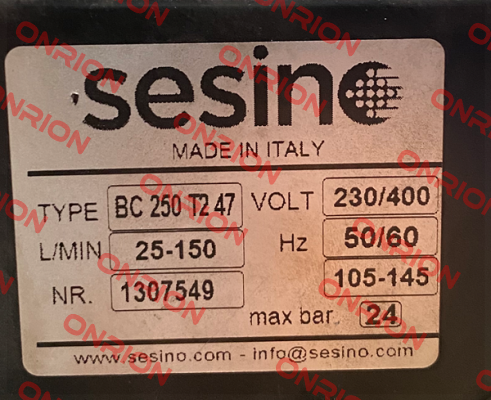 sesino
MADE IN ITALY
TYPE BC 250 T2 47 VOLT 230/400
L/MIN 25-150 Hz 50/60
NR. 1307549 105-145
max bar 24
www.sesino.com - info@sesino.com
ONRION